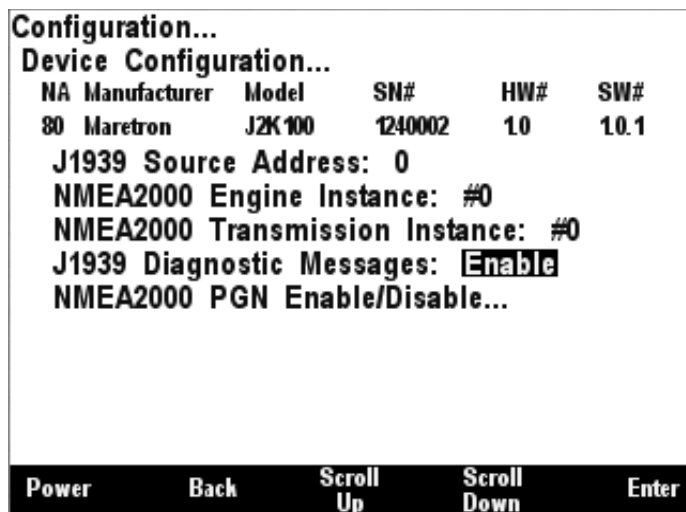 Configuration...
Device Configuration...
NA Manufacturer Model SN# HW# SW#
80 Maretron J2K100 1240002 1.0 1.0.1
J1939 Source Address: 0
NMEA2000 Engine Instance: #0
NMEA2000 Transmission Instance: #0
J1939 Diagnostic Messages: Enable
NMEA2000 PGN Enable/Disable...
Power Back Scroll Up Scroll Down Enter